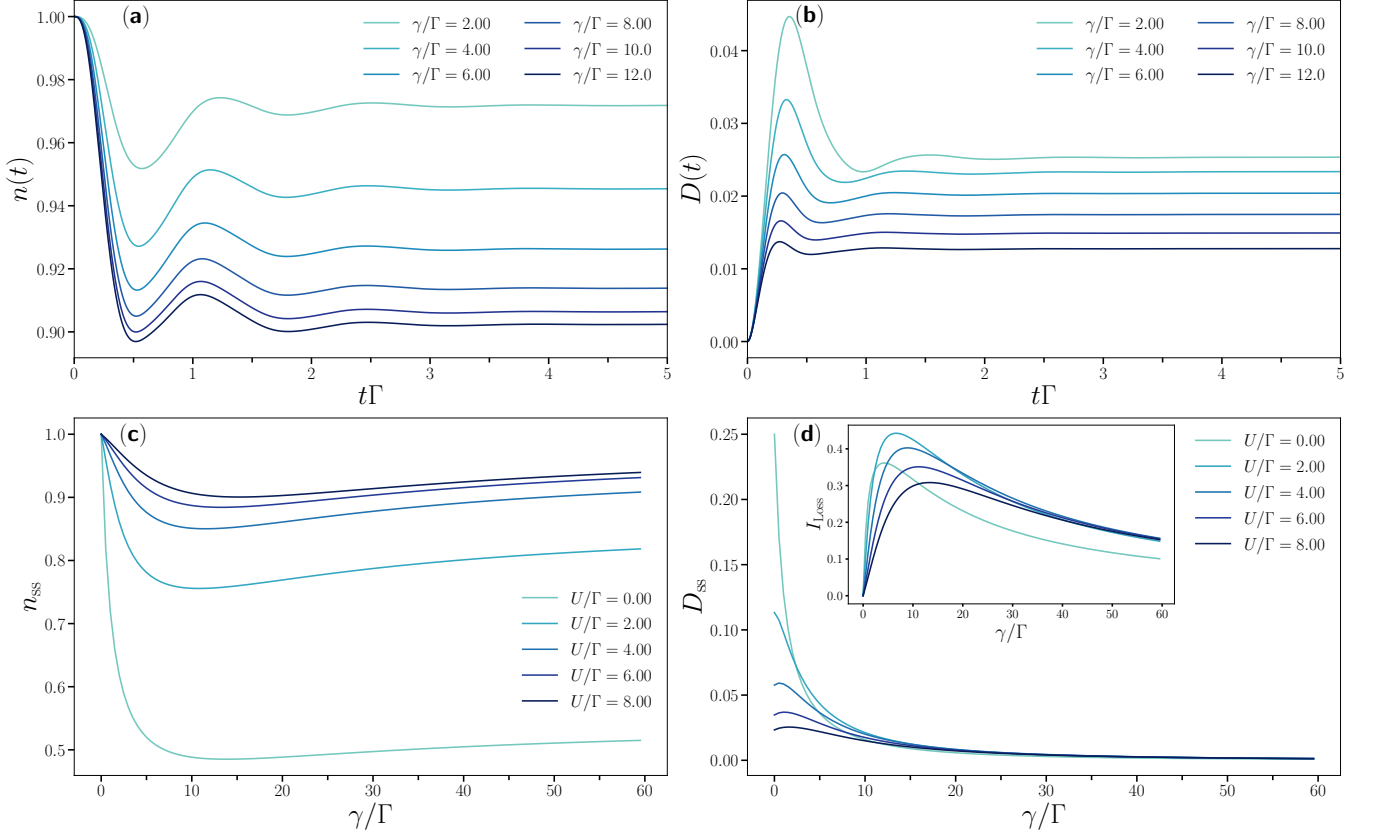 (a)
n(t)
1.00
0.98
0.96
0.94
0.92
0.90
γ/Γ = 2.00
γ/Γ = 4.00
γ/Γ = 6.00
γ/Γ = 8.00
γ/Γ = 10.0
γ/Γ = 12.0
0 1 2 3 4 5
tΓ
(b)
D(t)
0.04
0.03
0.02
0.01
0.00
γ/Γ = 2.00
γ/Γ = 4.00
γ/Γ = 6.00
γ/Γ = 8.00
γ/Γ = 10.0
γ/Γ = 12.0
0 1 2 3 4 5
tΓ
(c)
n_ss
1.0
0.9
0.8
0.7
0.6
0.5
U/Γ = 0.00
U/Γ = 2.00
U/Γ = 4.00
U/Γ = 6.00
U/Γ = 8.00
0 10 20 30 40 50 60
γ/Γ
(d)
D_ss
0.25
0.20
0.15
0.10
0.05
0.00
I_Loss
0.4
0.3
0.2
0.1
0.0
0 10 20 30 40 50 60
γ/Γ
U/Γ = 0.00
U/Γ = 2.00
U/Γ = 4.00
U/Γ = 6.00
U/Γ = 8.00
0 10 20 30 40 50 60
γ/Γ